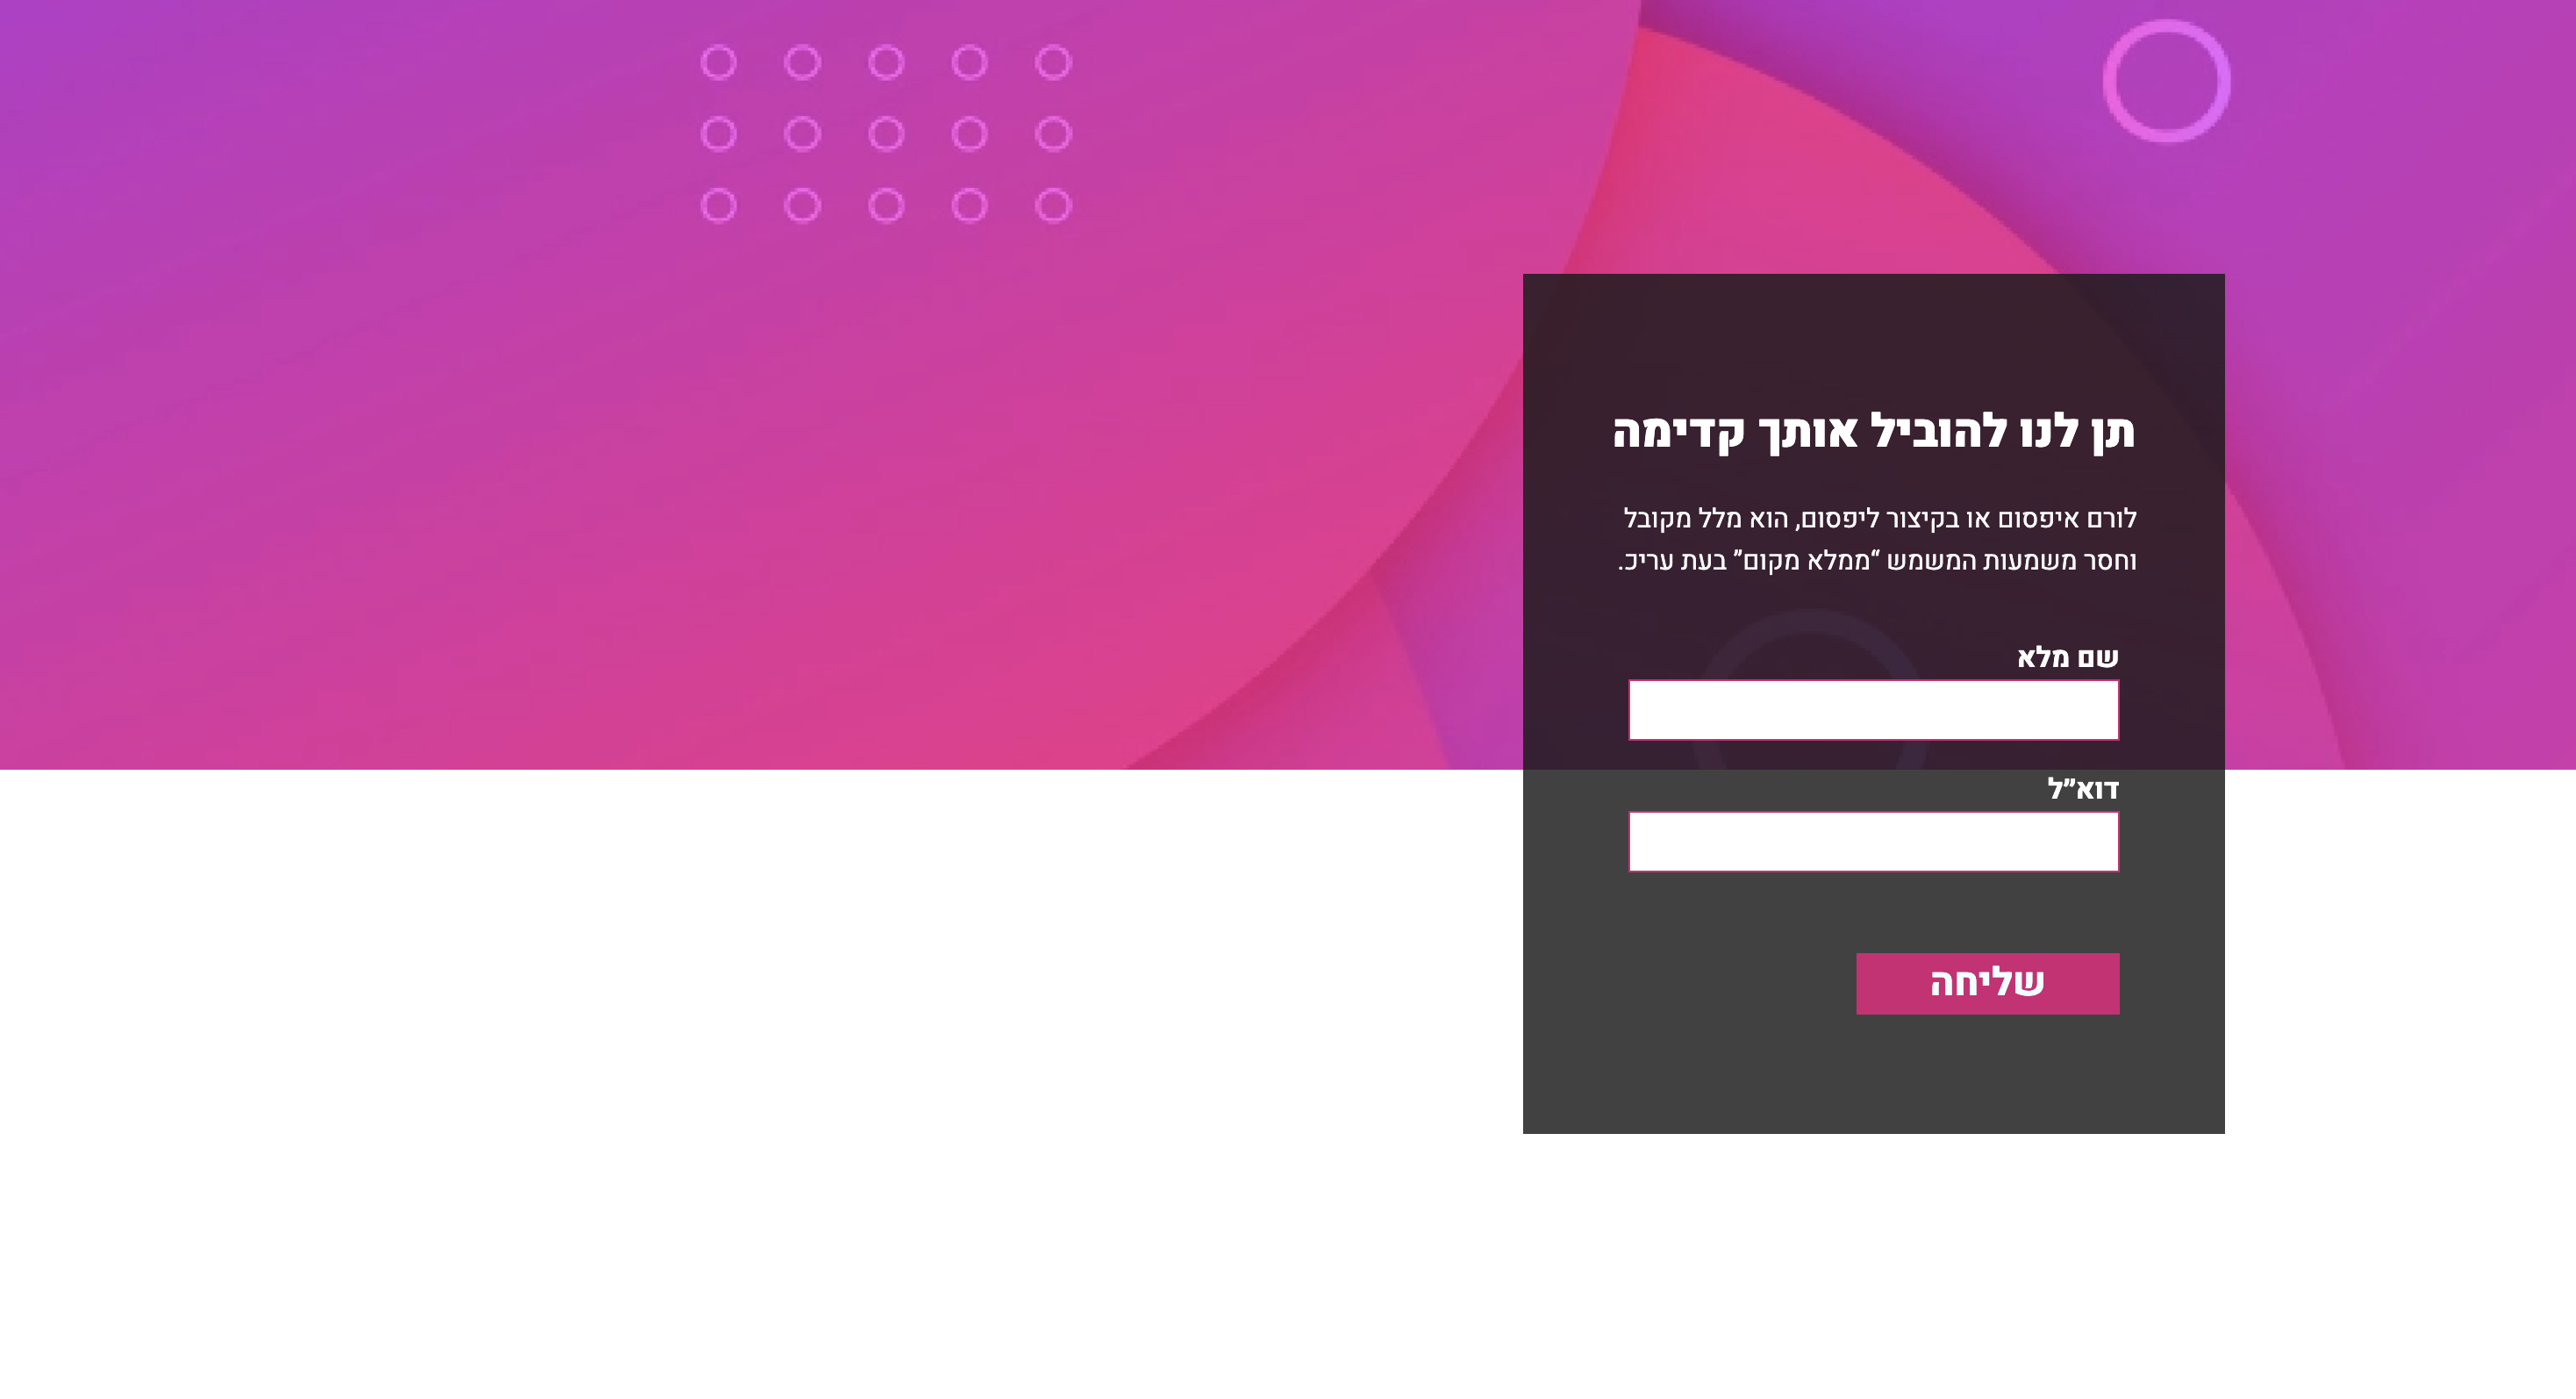 תן לנו להוביל אותך קדימה
לורם איפסום או בקיצור ליפסום, הוא מלל מקובל
וחסר משמעות המשמש “ממלא מקום” בעת עריכ.
שם מלא
דוא״ל
שליחה